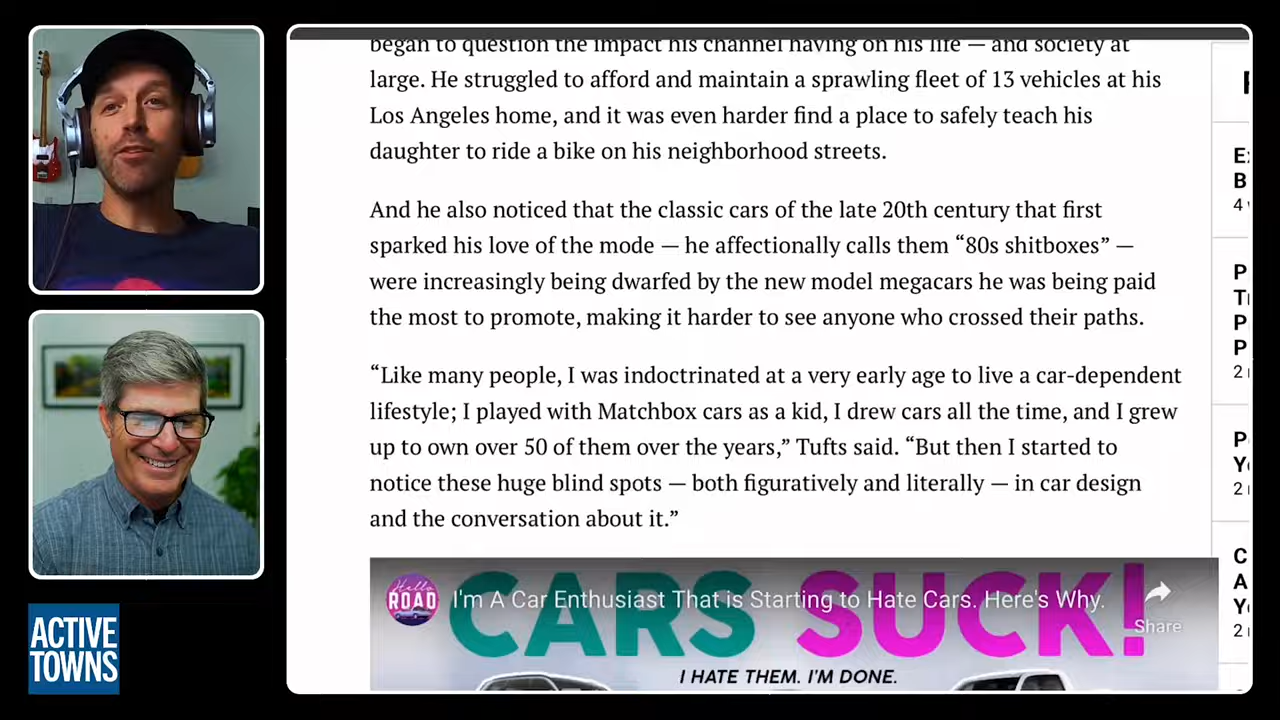 began to question the impact his channel having on his life — and society at
large. He struggled to afford and maintain a sprawling fleet of 13 vehicles at his
Los Angeles home, and it was even harder find a place to safely teach his
daughter to ride a bike on his neighborhood streets.
And he also noticed that the classic cars of the late 20th century that first
sparked his love of the mode — he affectionally calls them “80s shitboxes” —
were increasingly being dwarfed by the new model megacars he was being paid
the most to promote, making it harder to see anyone who crossed their paths.
“Like many people, I was indoctrinated at a very early age to live a car-dependent
lifestyle; I played with Matchbox cars as a kid, I drew cars all the time, and I grew
up to own over 50 of them over the years,” Tufts said. “But then I started to
notice these huge blind spots — both figuratively and literally — in car design
and the conversation about it.”
Hello
ROAD
I'm A Car Enthusiast That is Starting to Hate Cars. Here's Why.
Share
CARS SUCK!
I HATE THEM. I'M DONE.
ACTIVE
TOWNS